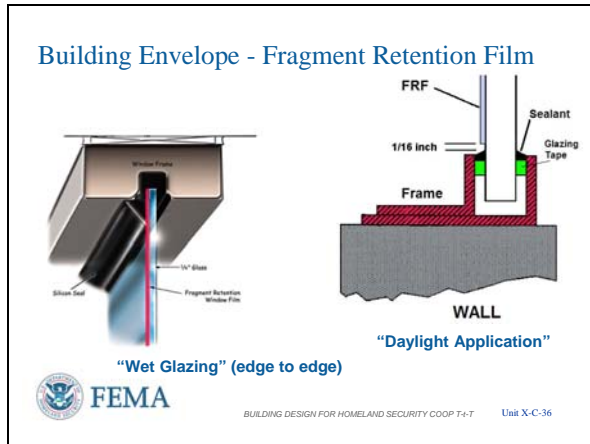 Building Envelope - Fragment Retention Film
Window Frame
Silicon Seal
¼" Glass
Fragment Retention
Window Film
"Wet Glazing" (edge to edge)
FRF
Sealant
1/16 inch
Glazing
Tape
Frame
WALL
"Daylight Application"
FEMA
BUILDING DESIGN FOR HOMELAND SECURITY COOP T-t-T
Unit X-C-36